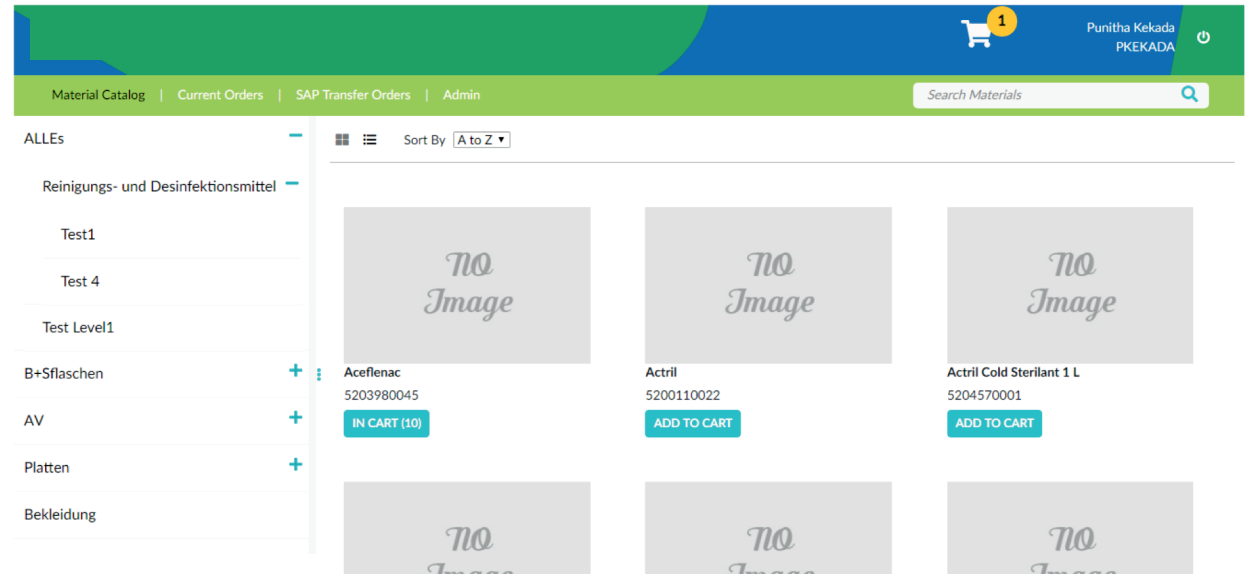 1
Punitha Kekada
PKEKADA
Material Catalog | Current Orders | SAP Transfer Orders | Admin
Search Materials
ALLEs
Sort By A to Z
Reinigungs- und Desinfektionsmittel
Test1
Test 4
Test Level1
B+Sflaschen
AV
Platten
Bekleidung
NO
Image
NO
Image
NO
Image
Aceflenac
5203980045
IN CART (10)
Actril
5200110022
ADD TO CART
Actril Cold Sterilant 1 L
5204570001
ADD TO CART
NO
Image
NO
Image
NO
Image